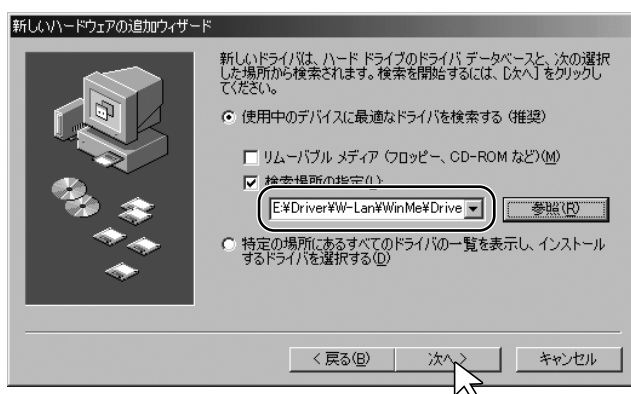 新しいハードウェアの追加ウィザード
新しいドライバは、ハード ドライブのドライバ データベースと、次の選択
した場所から検索されます。検索を開始するには、[次へ] をクリックし
てください。
使用中のデバイスに最適なドライバを検索する (推奨)
リムーバブル メディア (フロッピー、CD-ROM など)(M)
検索場所の指定(L)
E:¥Driver¥W-Lan¥WinMe¥Drive
参照(R)
特定の場所にあるすべてのドライバの一覧を表示し、インストール
するドライバを選択する(D)
< 戻る(B)
次へ >
キャンセル